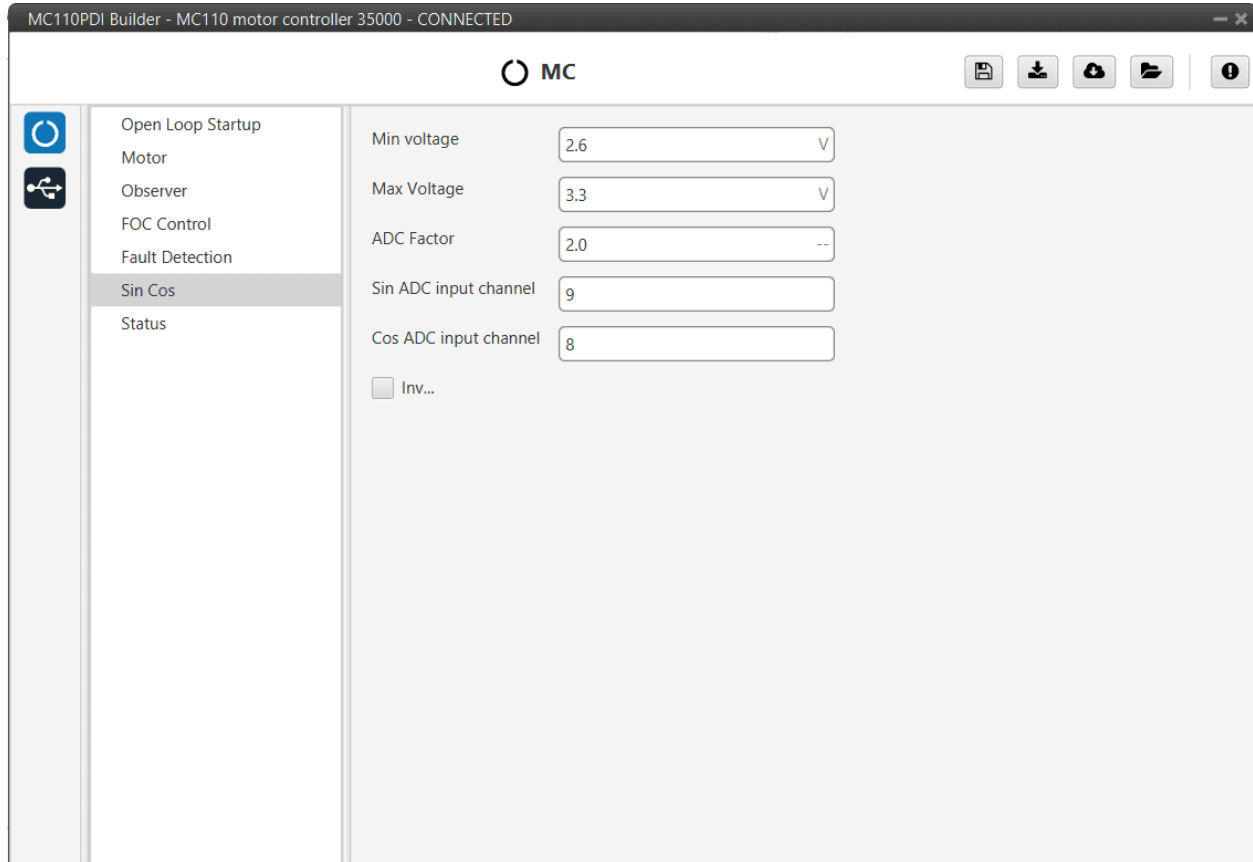 MC110PDI Builder - MC110 motor controller 35000 - CONNECTED
MC
Open Loop Startup
Motor
Observer
FOC Control
Fault Detection
Sin Cos
Status
Min voltage 2.6 V
Max Voltage 3.3 V
ADC Factor 2.0 --
Sin ADC input channel 9
Cos ADC input channel 8
Inv...